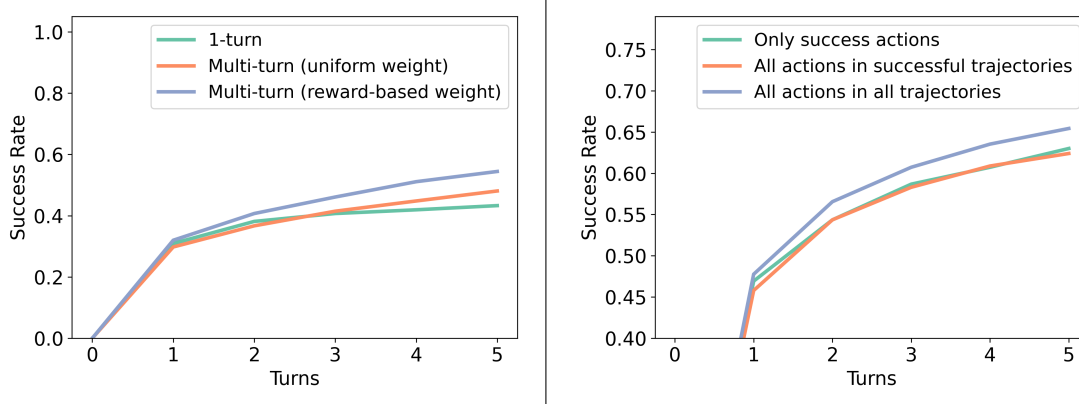 1.0
0.8
0.6
0.4
0.2
0.0
Success Rate
1-turn
Multi-turn (uniform weight)
Multi-turn (reward-based weight)
0 1 2 3 4 5
Turns
0.75
0.70
0.65
0.60
0.55
0.50
0.45
0.40
Success Rate
Only success actions
All actions in successful trajectories
All actions in all trajectories
0 1 2 3 4 5
Turns